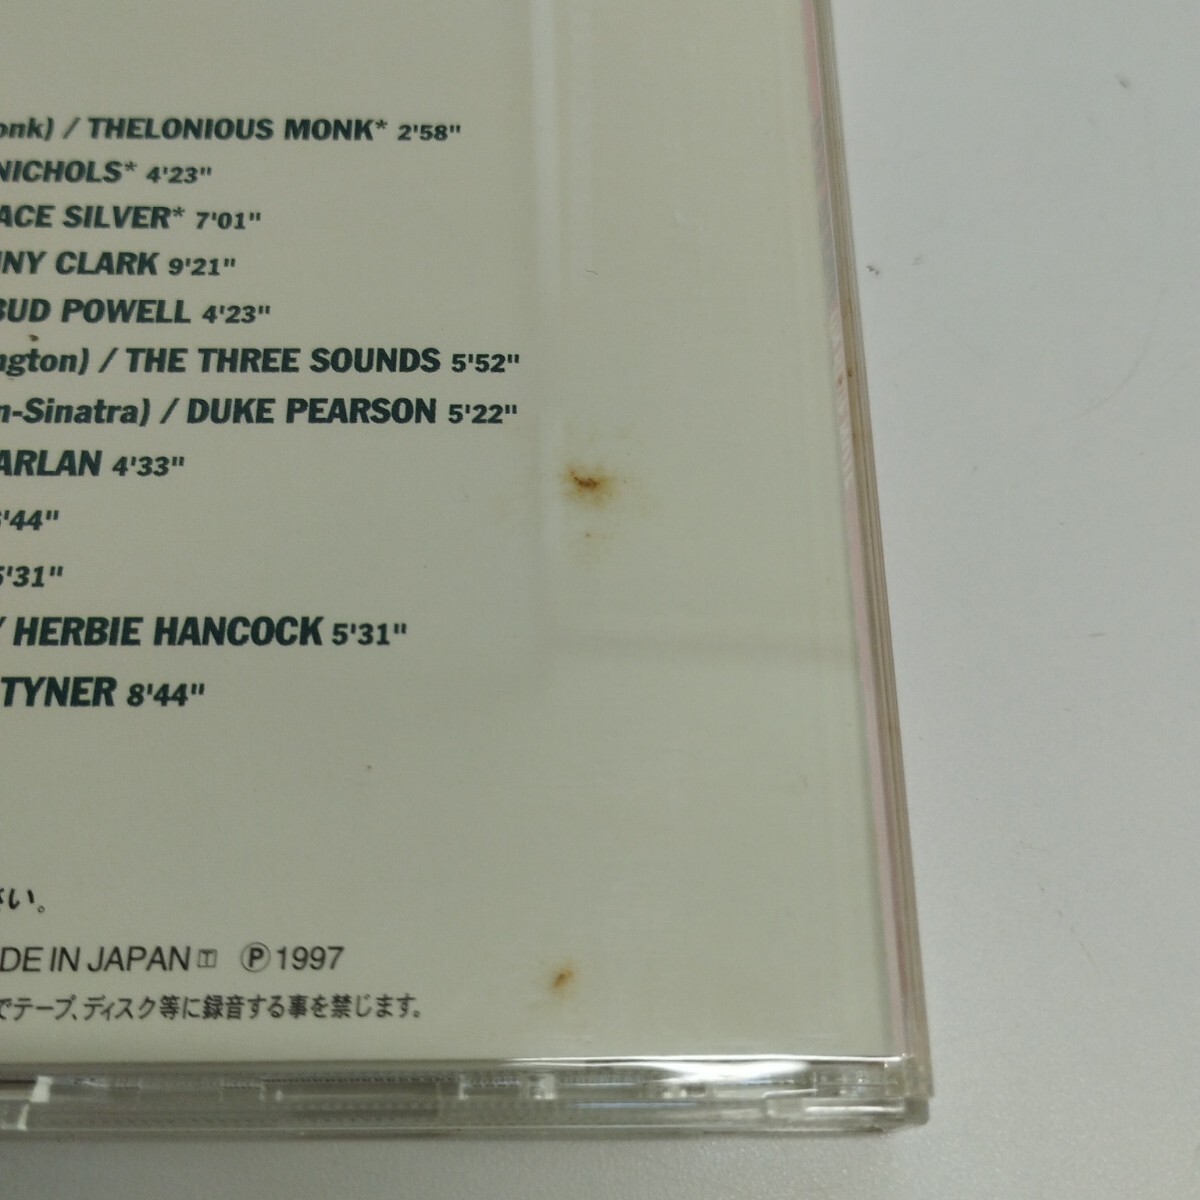 onk) / THELONIOUS MONK* 2'58"
NICHOLS* 4'23"
ACE SILVER* 7'01"
NNY CLARK 9'21"
BUD POWELL 4'23"
ngton) / THE THREE SOUNDS 5'52"
n-Sinatra) / DUKE PEARSON 5'22"
ARLAN 4'33"
'44"
5'31"
/ HERBIE HANCOCK 5'31"
TYNER 8'44"
さい。
DE IN JAPAN T Ⓟ1997
でテープ、ディスク等に録音する事を禁じます。